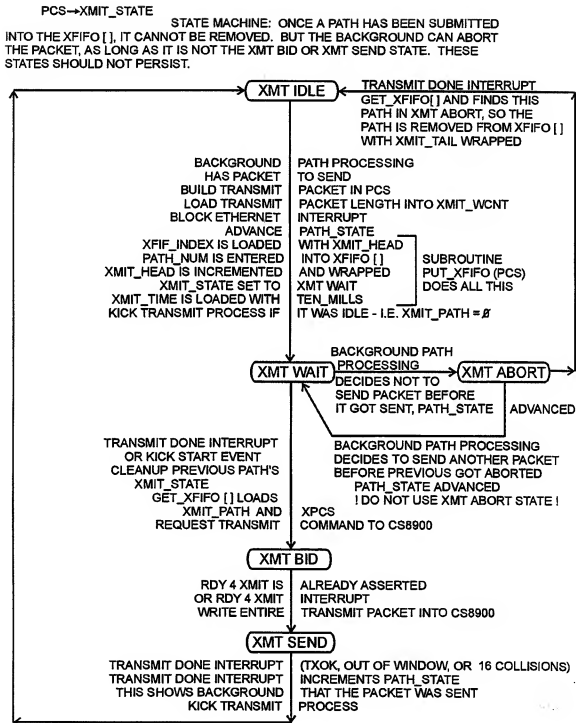 PCS→XMIT_STATE
STATE MACHINE: ONCE A PATH HAS BEEN SUBMITTED
INTO THE XFIFO [ ], IT CANNOT BE REMOVED. BUT THE BACKGROUND CAN ABORT
THE PACKET, AS LONG AS IT IS NOT THE XMT BID OR XMT SEND STATE. THESE
STATES SHOULD NOT PERSIST.
XMT IDLE
TRANSMIT DONE INTERRUPT
GET_XFIFO[ ] AND FINDS THIS
PATH IN XMT ABORT, SO THE
PATH IS REMOVED FROM XFIFO [ ]
WITH XMIT_TAIL WRAPPED
BACKGROUND PATH PROCESSING
HAS PACKET TO SEND
BUILD TRANSMIT PACKET IN PCS
LOAD TRANSMIT PACKET LENGTH INTO XMIT_WCNT
BLOCK ETHERNET INTERRUPT
ADVANCE PATH_STATE
XFIF_INDEX IS LOADED WITH XMIT_HEAD
PATH_NUM IS ENTERED INTO XFIFO [ ]
XMIT_HEAD IS INCREMENTED AND WRAPPED
XMIT_STATE SET TO XMT WAIT
XMIT_TIME IS LOADED WITH TEN_MILLS
KICK TRANSMIT PROCESS IF IT WAS IDLE - I.E. XMIT_PATH = Ø
SUBROUTINE
PUT_XFIFO (PCS)
DOES ALL THIS
XMT WAIT
BACKGROUND PATH
PROCESSING
DECIDES NOT TO
SEND PACKET BEFORE
IT GOT SENT, PATH_STATE ADVANCED
XMT ABORT
BACKGROUND PATH PROCESSING
DECIDES TO SEND ANOTHER PACKET
BEFORE PREVIOUS GOT ABORTED
PATH_STATE ADVANCED
! DO NOT USE XMT ABORT STATE !
TRANSMIT DONE INTERRUPT
OR KICK START EVENT
CLEANUP PREVIOUS PATH'S
XMIT_STATE
GET_XFIFO [ ] LOADS
XMIT_PATH AND XPCS
REQUEST TRANSMIT COMMAND TO CS8900
XMT BID
RDY 4 XMIT IS ALREADY ASSERTED
OR RDY 4 XMIT INTERRUPT
WRITE ENTIRE TRANSMIT PACKET INTO CS8900
XMT SEND
TRANSMIT DONE INTERRUPT (TXOK, OUT OF WINDOW, OR 16 COLLISIONS)
TRANSMIT DONE INTERRUPT INCREMENTS PATH_STATE
THIS SHOWS BACKGROUND THAT THE PACKET WAS SENT
KICK TRANSMIT PROCESS